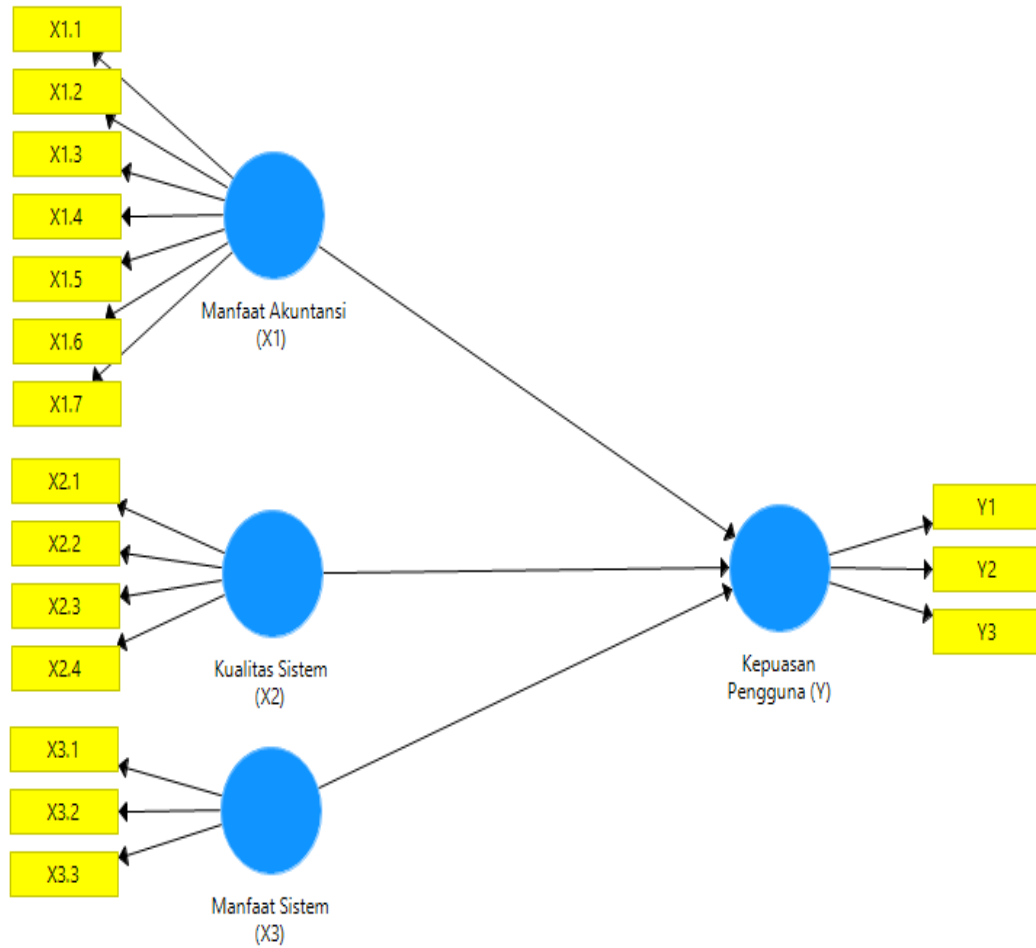 X1.1
X1.2
X1.3
X1.4
X1.5
X1.6
X1.7
Manfaat Akuntansi
(X1)
X2.1
X2.2
X2.3
X2.4
Kualitas Sistem
(X2)
X3.1
X3.2
X3.3
Manfaat Sistem
(X3)
Kepuasan
Pengguna (Y)
Y1
Y2
Y3